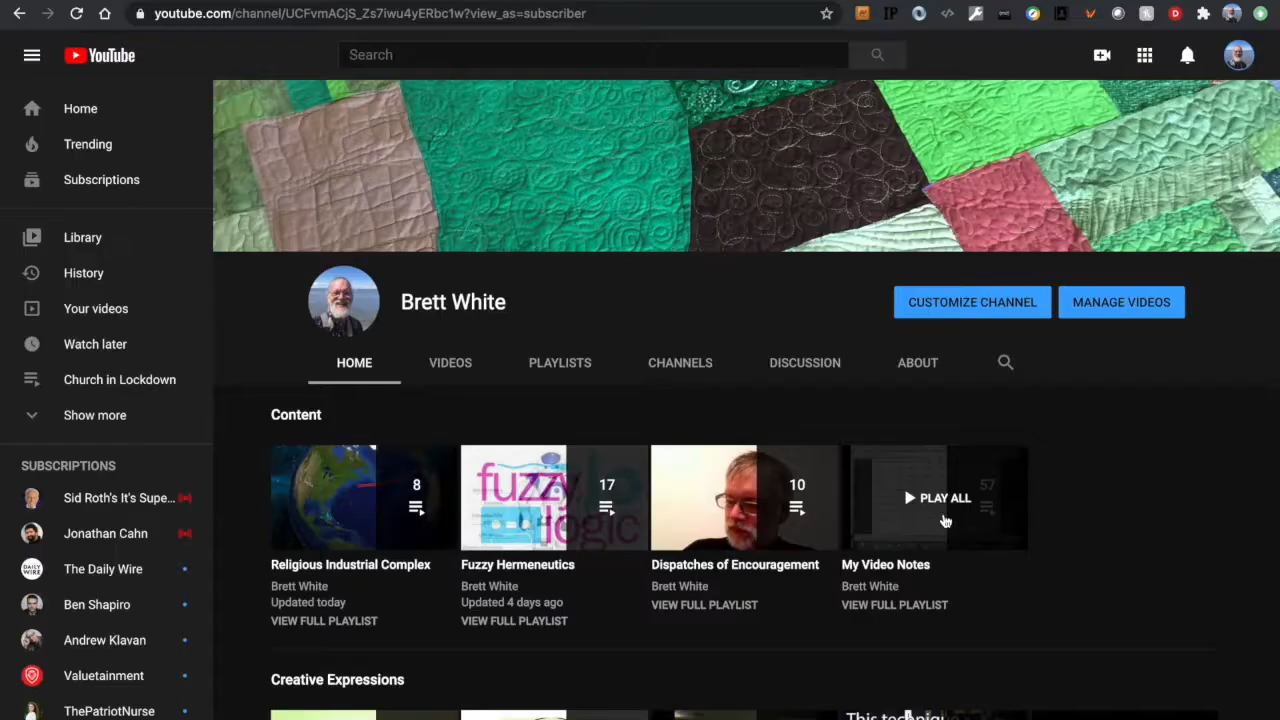 youtube.com/channel/UCFvmACjS_Zs7iwu4yERbc1w?view_as=subscriber
YouTube
Search
Home
Trending
Subscriptions
Library
History
Your videos
Watch later
Church in Lockdown
Show more
SUBSCRIPTIONS
Sid Roth's It's Supe...
Jonathan Cahn
The Daily Wire
Ben Shapiro
Andrew Klavan
Valuetainment
ThePatriotNurse
Brett White
CUSTOMIZE CHANNEL
MANAGE VIDEOS
HOME VIDEOS PLAYLISTS CHANNELS DISCUSSION ABOUT
Content
8
fuzzy
logic
17
10
PLAY ALL
57
Religious Industrial Complex
Brett White
Updated today
VIEW FULL PLAYLIST
Fuzzy Hermeneutics
Brett White
Updated 4 days ago
VIEW FULL PLAYLIST
Dispatches of Encouragement
VIEW FULL PLAYLIST
My Video Notes
Brett White
VIEW FULL PLAYLIST
Creative Expressions
This